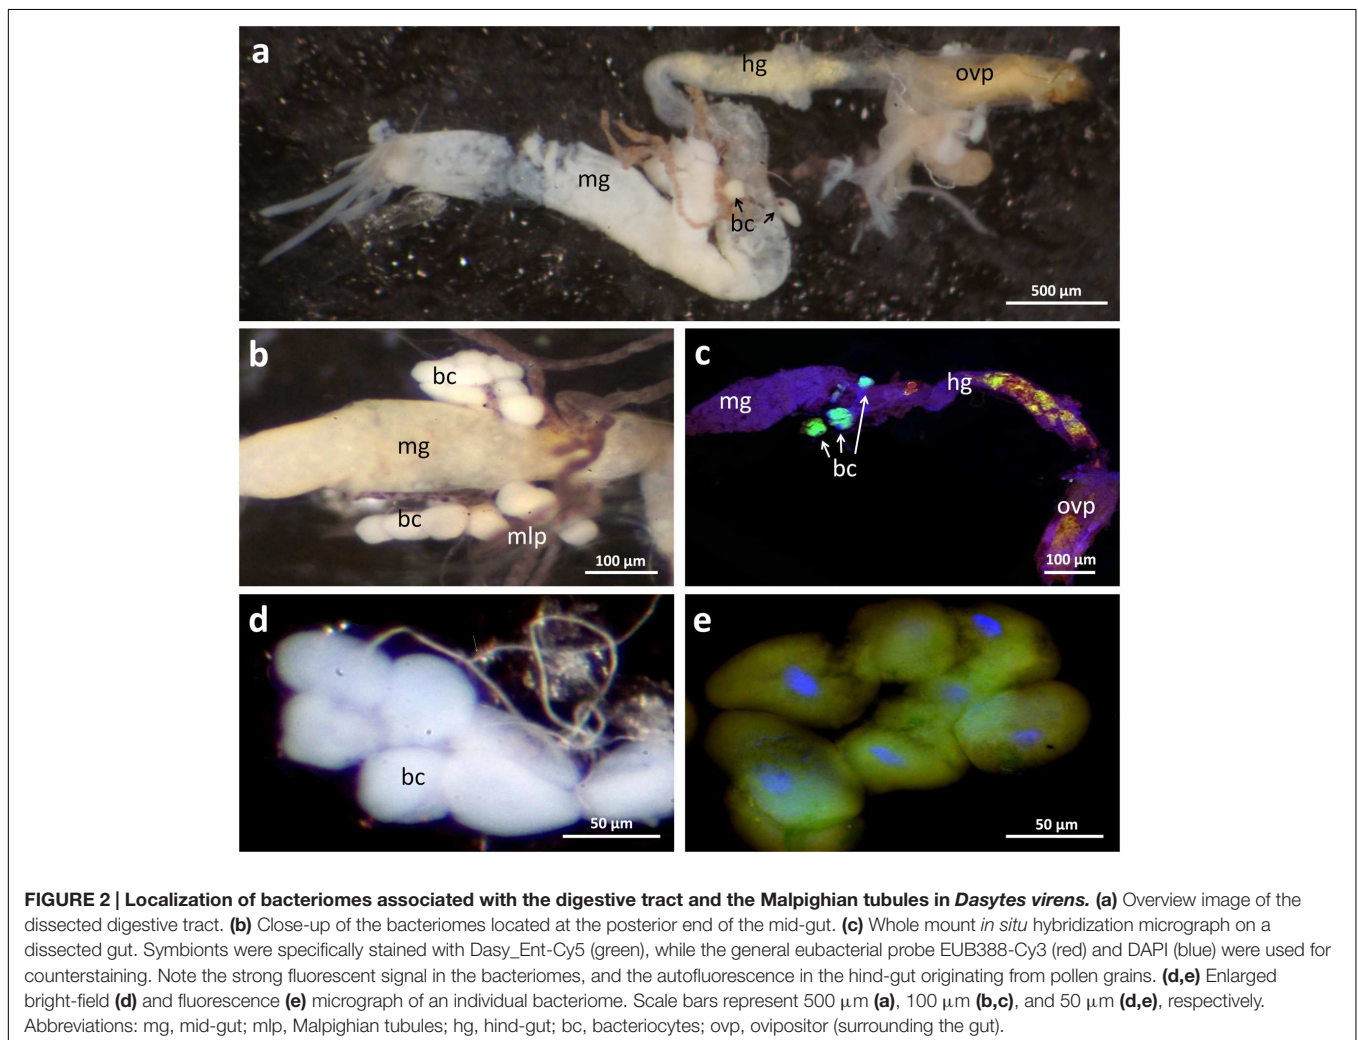 a
hg
ovp
mg
bc
500 µm
b
bc
mg
bc
mlp
100 µm
c
mg
hg
bc
ovp
100 µm
d
bc
50 µm
e
50 µm
FIGURE 2 | Localization of bacteriomes associated with the digestive tract and the Malpighian tubules in Dasytes virens. (a) Overview image of the
dissected digestive tract. (b) Close-up of the bacteriomes located at the posterior end of the mid-gut. (c) Whole mount in situ hybridization micrograph on a
dissected gut. Symbionts were specifically stained with Dasy_Ent-Cy5 (green), while the general eubacterial probe EUB388-Cy3 (red) and DAPI (blue) were used for
counterstaining. Note the strong fluorescent signal in the bacteriomes, and the autofluorescence in the hind-gut originating from pollen grains. (d,e) Enlarged
bright-field (d) and fluorescence (e) micrograph of an individual bacteriome. Scale bars represent 500 µm (a), 100 µm (b,c), and 50 µm (d,e), respectively.
Abbreviations: mg, mid-gut; mlp, Malpighian tubules; hg, hind-gut; bc, bacteriocytes; ovp, ovipositor (surrounding the gut).